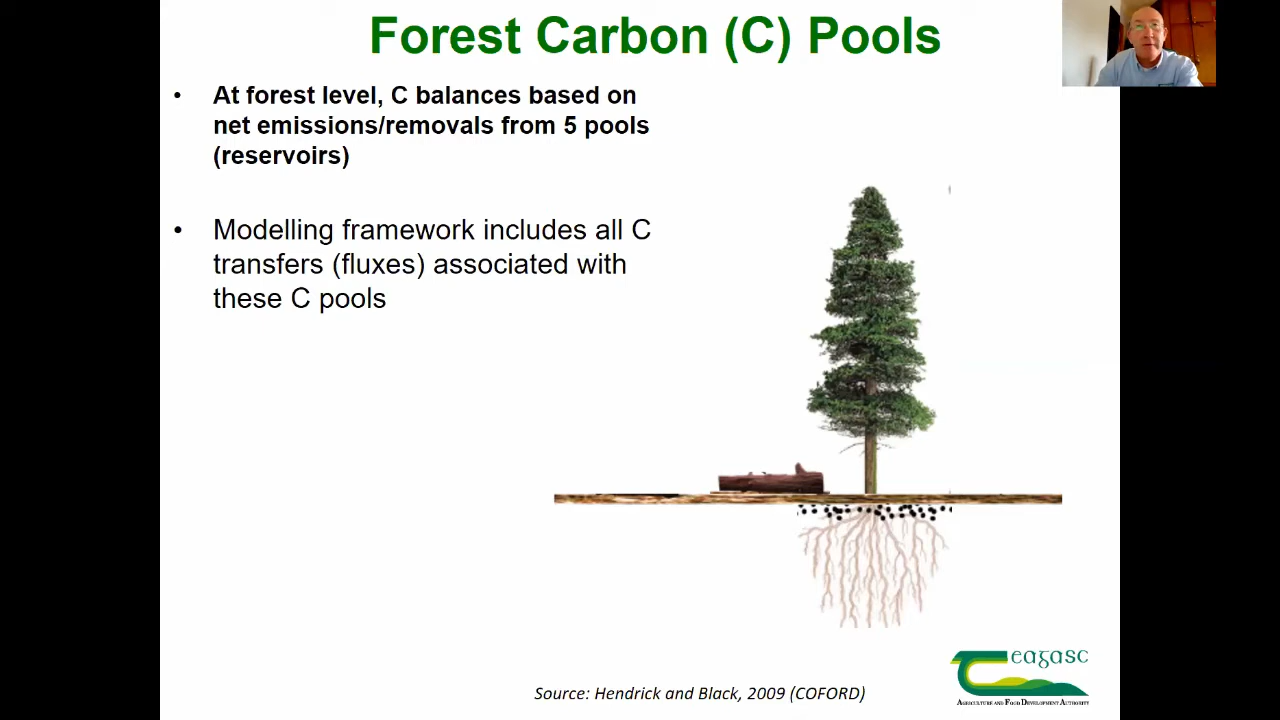 Forest Carbon (C) Pools
• At forest level, C balances based on
net emissions/removals from 5 pools
(reservoirs)
• Modelling framework includes all C
transfers (fluxes) associated with
these C pools
eagasc
AGRICULTURE AND FOOD DEVELOPMENT AUTHORITY
Source: Hendrick and Black, 2009 (COFORD)